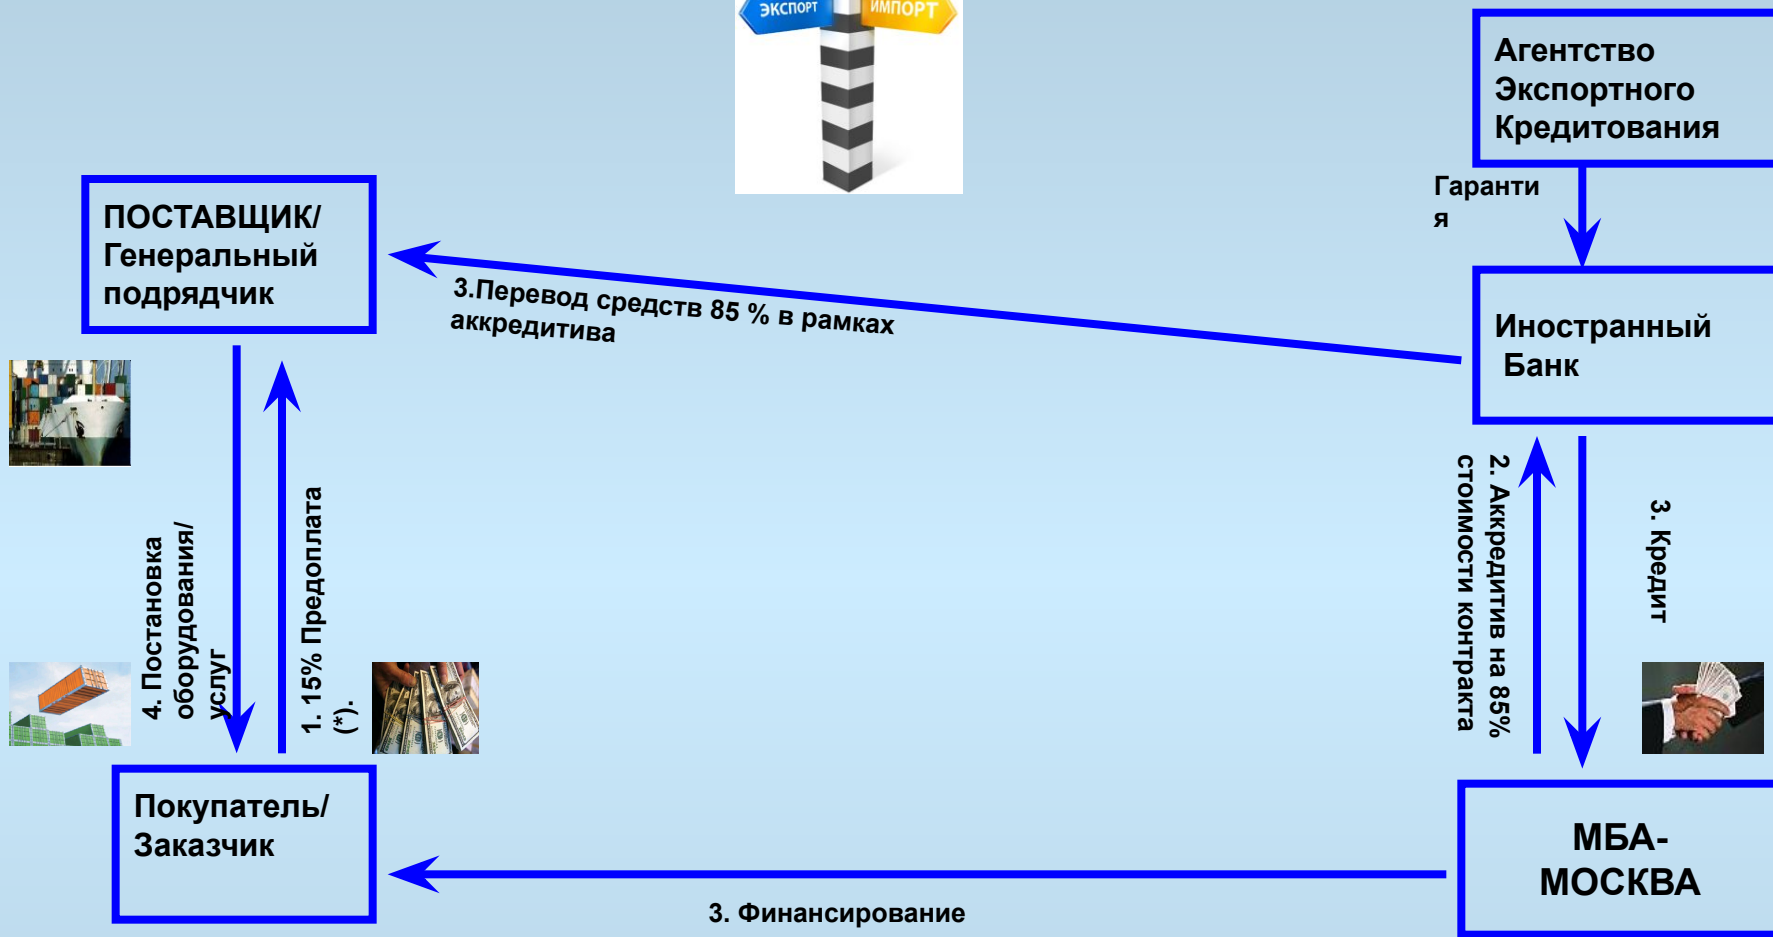 ЭКСПОРТ
ИМПОРТ
Агентство
Экспортного
Кредитования
Гаранти
я
ПОСТАВЩИК/
Генеральный
подрядчик
3.Перевод средств 85 % в рамках
аккредитива
Иностранный
Банк
4. Постановка
оборудования/
услуг
1. 15% Предоплата
(*).
2. Аккредитив на 85%
стоимости контракта
3. Кредит
Покупатель/
Заказчик
МБА-
МОСКВА
3. Финансирование